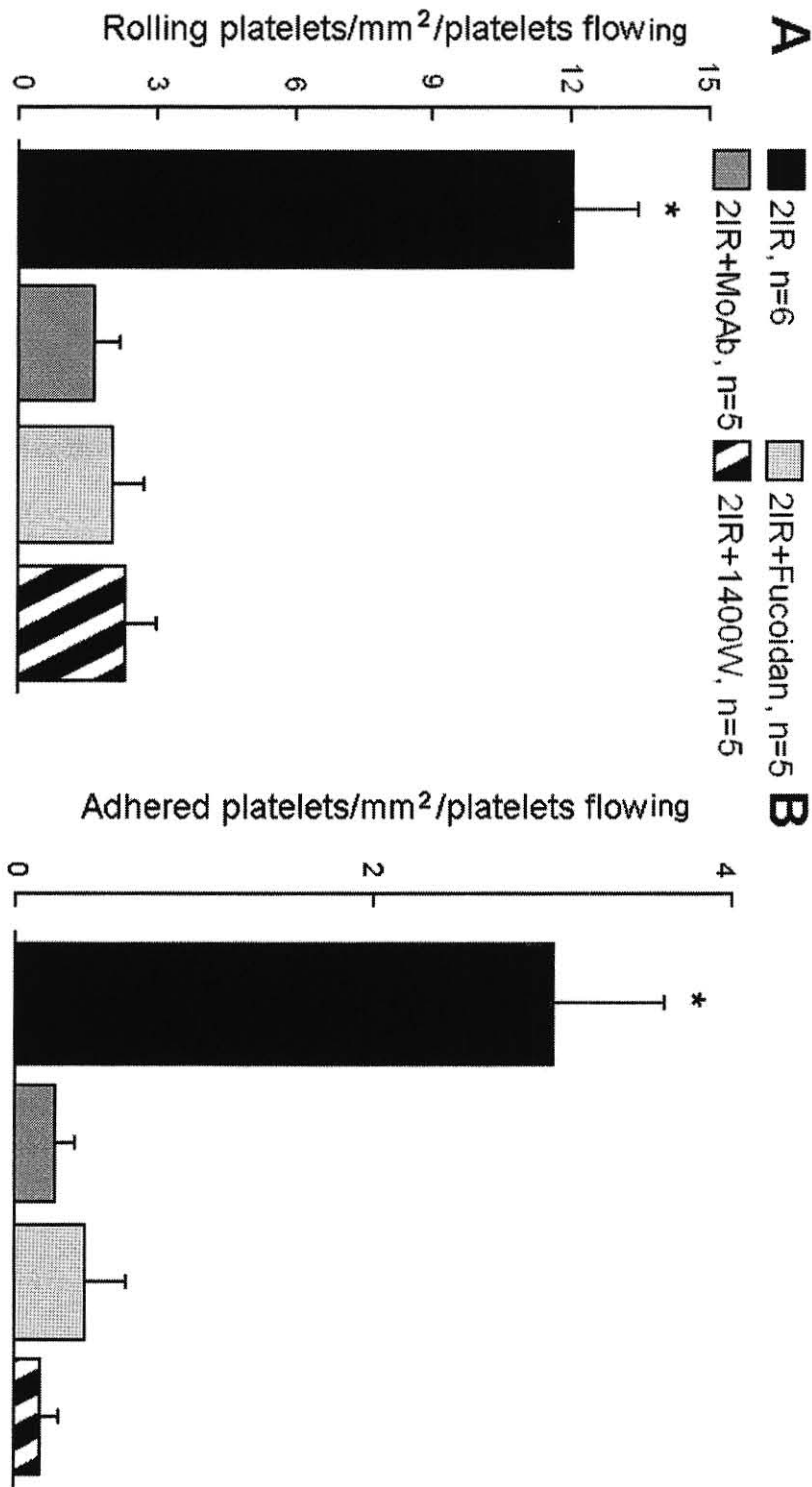 A
2IR, n=6
2IR+Fucoidan, n=5
2IR+MoAb, n=5
2IR+1400W, n=5
Rolling platelets/mm²/platelets flowing
15
12
9
6
3
0
*
B
Adhered platelets/mm²/platelets flowing
4
2
0
*